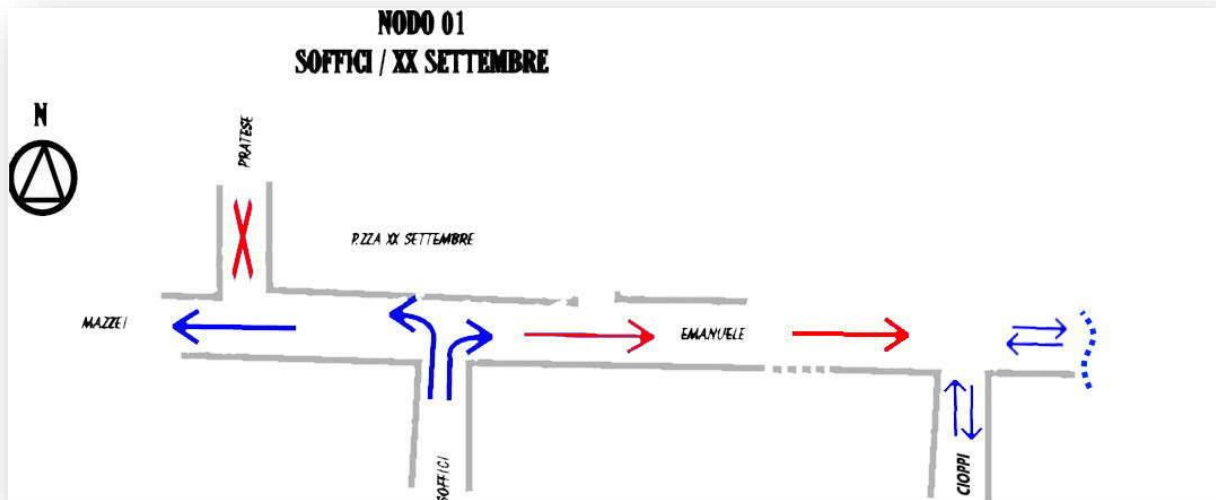 NODO 01
SOFFICI / XX SETTEMBRE
N
PRATESE
P.ZZA XX SETTEMBRE
MAZZEI
EMANUELE
SOFFICI
CIOPPI